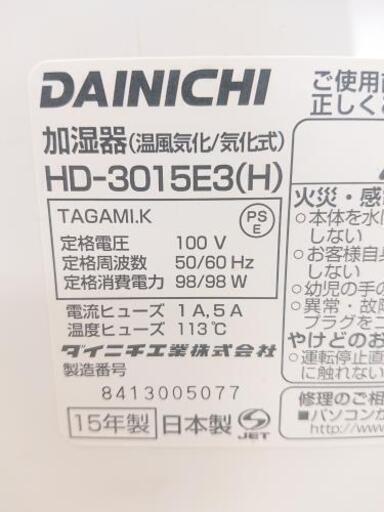 DAINICHI
加湿器(温風気化/気化式)
HD-3015E3(H)
TAGAMI.K
PS
E
定格電圧 100 V
定格周波数 50/60 Hz
定格消費電力 98/98 W
電流ヒューズ 1 A,5 A
温度ヒューズ 113℃
ダイニチ工業株式会社
製造番号
8413005077
15年製 日本製 JET
ご使用
正しく
火災・感
●本体を水
しない
●お客様自身
しない
●幼児の手の
●異常・故障
プラグを
やけどのお
●運転停止直
に触れない
修理のご相
■パソコンか
http://www